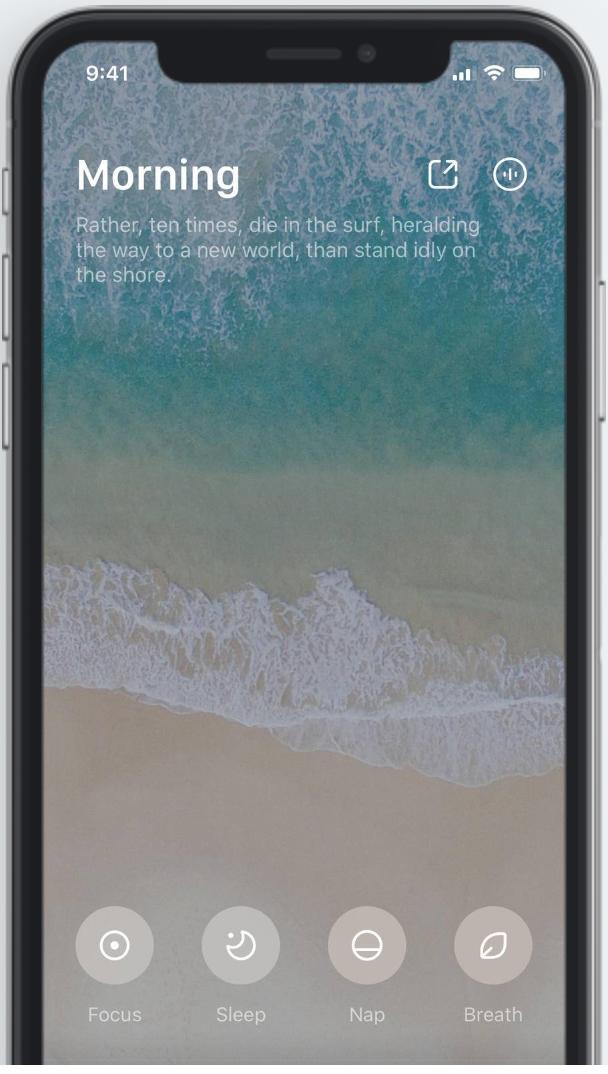 9:41
Morning
Rather, ten times, die in the surf, heralding
the way to a new world, than stand idly on
the shore.
Focus Sleep Nap Breath